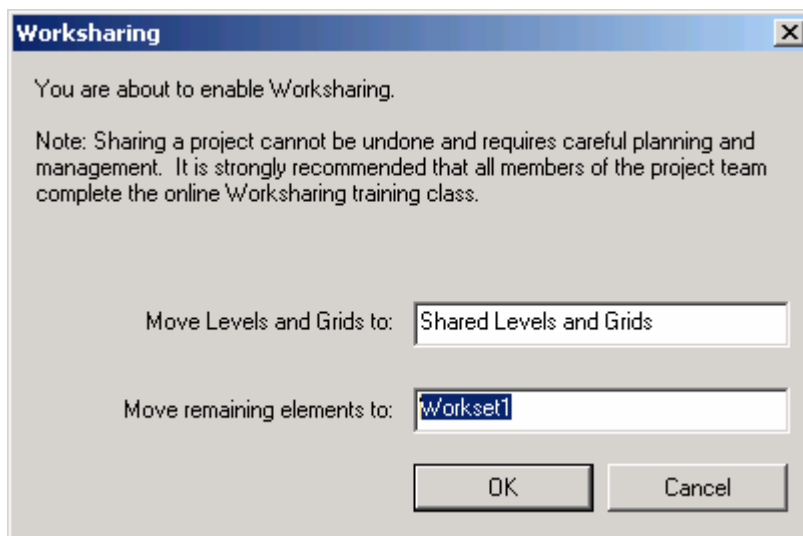 Worksharing
You are about to enable Worksharing.
Note: Sharing a project cannot be undone and requires careful planning and
management. It is strongly recommended that all members of the project team
complete the online Worksharing training class.
Move Levels and Grids to: Shared Levels and Grids
Move remaining elements to: Workset1
OK Cancel